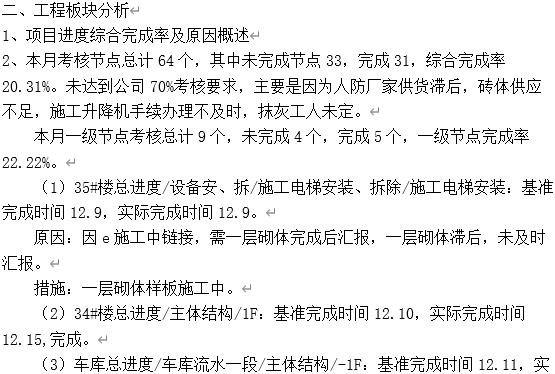 二、工程板块分析
1、项目进度综合完成率及原因概述
2、本月考核节点总计 64 个，其中未完成节点 33，完成 31，综合完成率
20.31%。未达到公司 70%考核要求，主要是因为人防厂家供货滞后，砖体供应
不足，施工升降机手续办理不及时，抹灰工人未定。
本月一级节点考核总计 9 个，未完成 4 个，完成 5 个，一级节点完成率
22.22%。
（1）35#楼总进度/设备安、拆/施工电梯安装、拆除/施工电梯安装：基准
完成时间 12.9，实际完成时间 12.9。
原因：因 e 施工中链接，需一层砌体完成后汇报，一层砌体滞后，未及时
汇报。
措施：一层砌体样板施工中。
（2）34#楼总进度/主体结构/1F：基准完成时间 12.10，实际完成时间
12.15,完成。
（3）车库总进度/车库流水一段/主体结构/-1F：基准完成时间 12.11，实